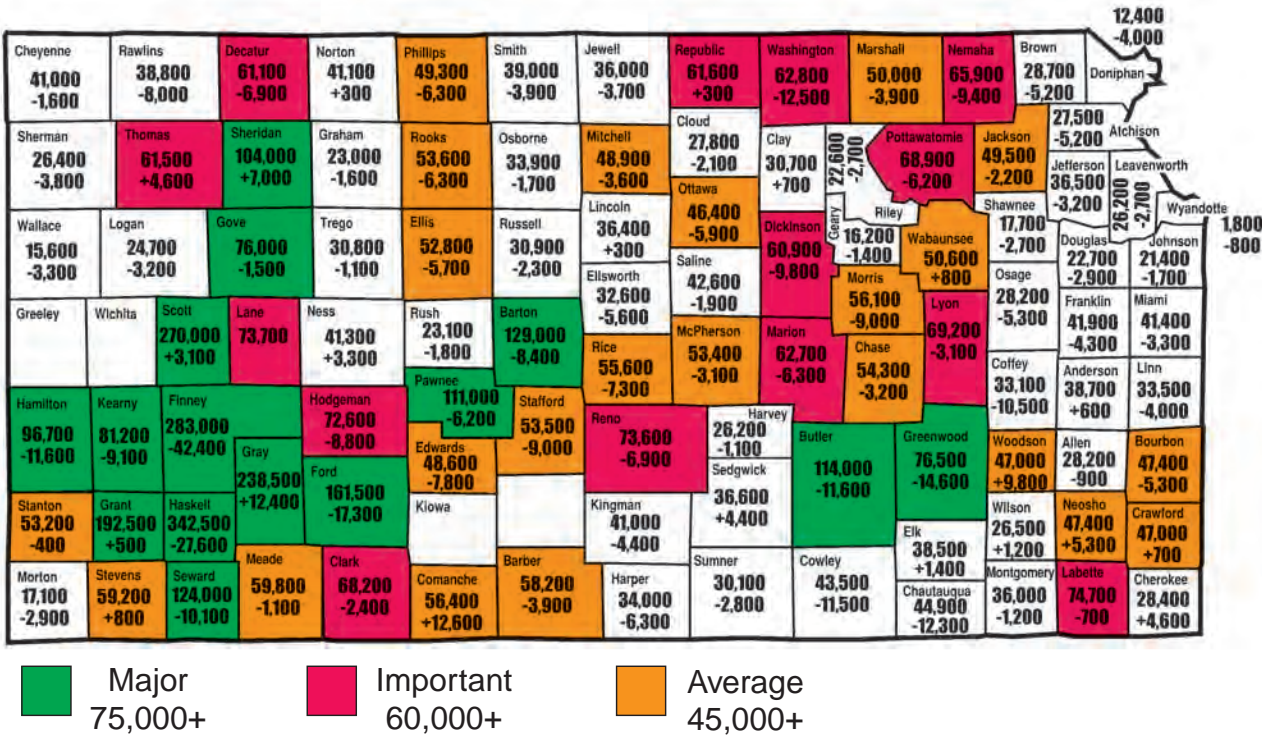 12,400
-4,000
Cheyenne
41,000
-1,600
Rawlins
38,800
-8,000
Decatur
61,100
-6,900
Norton
41,100
+300
Phillips
49,300
-6,300
Smith
39,000
-3,900
Jewell
36,000
-3,700
Republic
61,600
+300
Washington
62,800
-12,500
Marshall
50,000
-3,900
Nemaha
65,900
-9,400
Brown
28,700
-5,200
Doniphan
Sherman
26,400
-3,800
Thomas
61,500
+4,600
Sheridan
104,000
+7,000
Graham
23,000
-1,600
Rooks
53,600
-6,300
Osborne
33,900
-1,700
Mitchell
48,900
-3,600
Cloud
27,800
-2,100
Clay
30,700
+700
22,600
-2,700
Riley
Pottawatomie
68,900
-6,200
Jackson
49,500
-2,200
27,500
-5,200
Atchison
Jefferson
36,500
-3,200
Leavenworth
26,200
-2,700
Wyandotte
1,800
-800
Wallace
15,600
-3,300
Logan
24,700
-3,200
Gove
76,000
-1,500
Trego
30,800
-1,100
Ellis
52,800
-5,700
Russell
30,900
-2,300
Lincoln
36,400
+300
Ottawa
46,400
-5,900
Saline
42,600
-1,900
Dickinson
60,900
-9,800
Geary
16,200
-1,400
Wabaunsee
50,600
+800
Shawnee
17,700
-2,700
Douglas
22,700
-2,900
Johnson
21,400
-1,700
Ellsworth
32,600
-5,600
Morris
56,100
-9,000
Lyon
69,200
-3,100
Osage
28,200
-5,300
Franklin
41,900
-4,300
Miami
41,400
-3,300
Greeley
Wichita
Scott
270,000
+3,100
Lane
73,700
Ness
41,300
+3,300
Rush
23,100
-1,800
Barton
129,000
-8,400
Rice
55,600
-7,300
McPherson
53,400
-3,100
Marion
62,700
-6,300
Chase
54,300
-3,200
Coffey
33,100
-10,500
Anderson
38,700
+600
Linn
33,500
-4,000
Hamilton
96,700
-11,600
Kearny
81,200
-9,100
Finney
283,000
-42,400
Hodgeman
72,600
-8,800
Pawnee
111,000
-6,200
Stafford
53,500
-9,000
Reno
73,600
-6,900
Harvey
26,200
-1,100
Butler
114,000
-11,600
Greenwood
76,500
-14,600
Woodson
47,000
+9,800
Allen
28,200
-900
Bourbon
47,400
-5,300
Gray
238,500
+12,400
Ford
161,500
-17,300
Edwards
48,600
-7,800
Sedgwick
36,600
+4,400
Stanton
53,200
-400
Grant
192,500
+500
Haskell
342,500
-27,600
Kiowa
Kingman
41,000
-4,400
Wilson
26,500
+1,200
Neosho
47,400
+5,300
Crawford
47,000
+700
Elk
38,500
+1,400
Morton
17,100
-2,900
Stevens
59,200
+800
Seward
124,000
-10,100
Meade
59,800
-1,100
Clark
68,200
-2,400
Comanche
56,400
+12,600
Barber
58,200
-3,900
Harper
34,000
-6,300
Sumner
30,100
-2,800
Cowley
43,500
-11,500
Chautauqua
44,900
-12,300
Montgomery
36,000
-1,200
Labette
74,700
-700
Cherokee
28,400
+4,600
Major
75,000+
Important
60,000+
Average
45,000+